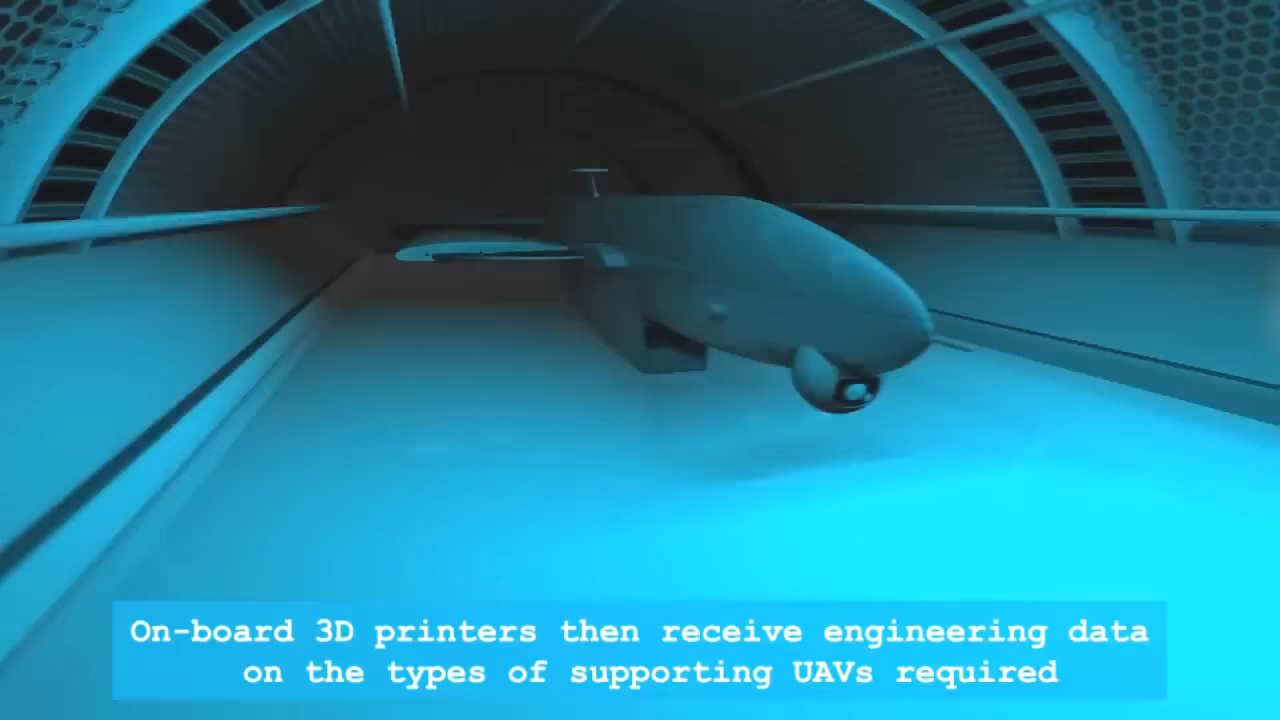 On-board 3D printers then receive engineering data
on the types of supporting UAVs required